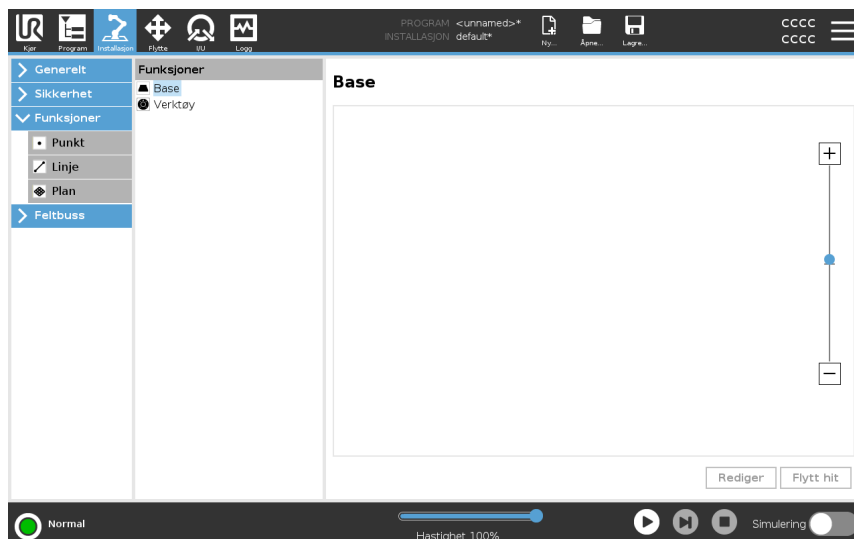 PROGRAM <unnamed>*
INSTALLASJON default*
CCCC
CCCC
Kjør Program Installasjon Flytte I/U Logg Ny... Åpne... Lagre...
Generelt
Sikkerhet
Funksjoner
Punkt
Linje
Plan
Feltbuss
Funksjoner
Base
Verktøy
Base
+
−
Rediger Flytt hit
Normal
Hastighet 100%
Simulering